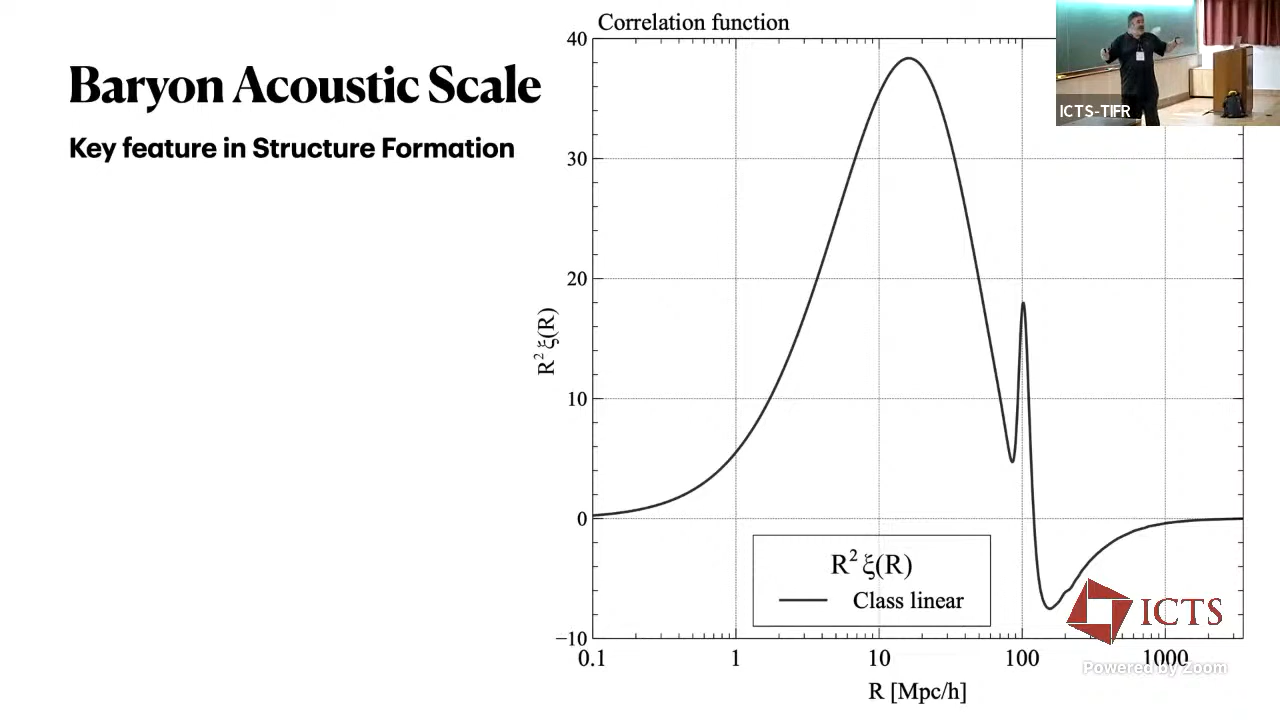 Baryon Acoustic Scale
Key feature in Structure Formation
Correlation function
40
30
20
10
0
−10
R² ξ(R)
R² ξ(R)
Class linear
0.1
1
10
100
1000
R [Mpc/h]
ICTS-TIFR
ICTS
Powered by Zoom